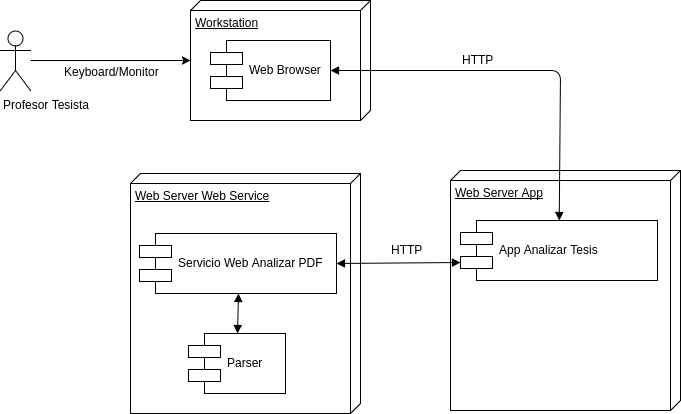 Workstation
Web Browser
HTTP
Keyboard/Monitor
Profesor Tesista
Web Server Web Service
Web Server App
Servicio Web Analizar PDF
HTTP
App Analizar Tesis
Parser